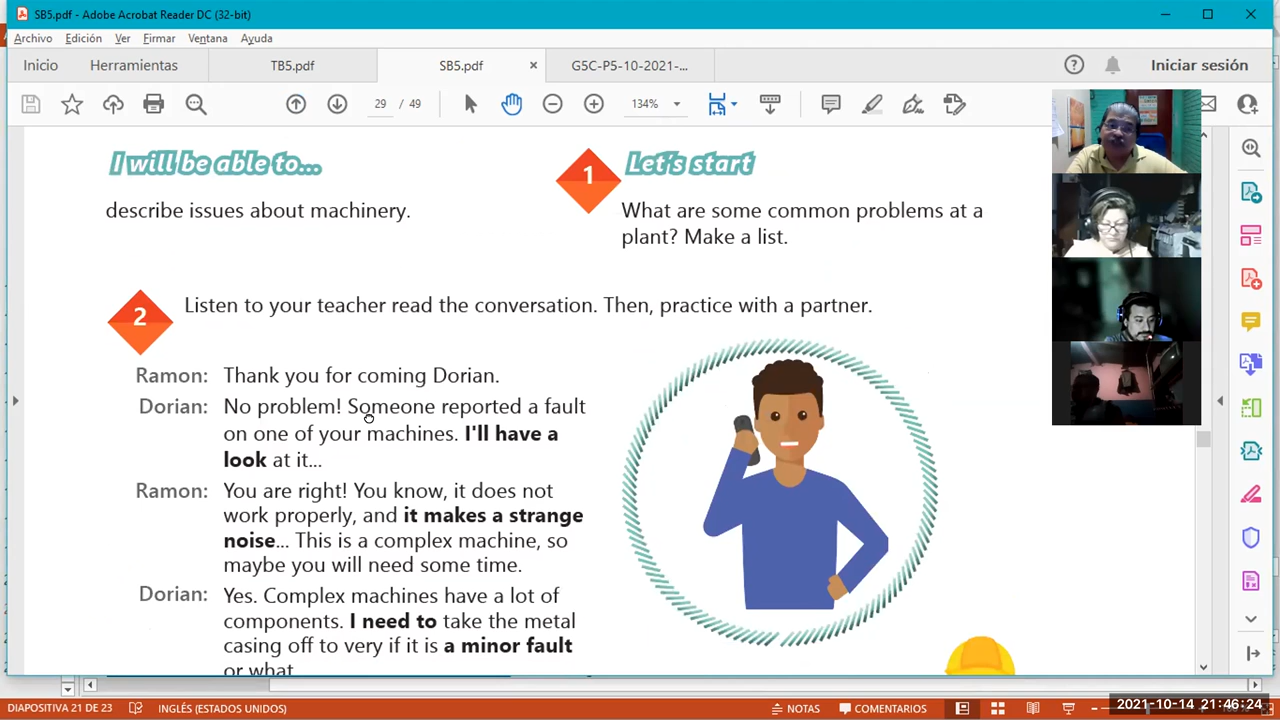 SB5.pdf - Adobe Acrobat Reader DC (32-bit)
Archivo Edición Ver Firmar Ventana Ayuda
Inicio Herramientas TB5.pdf SB5.pdf × G5C-P5-10-2021-... Iniciar sesión
29 / 49 134%
I will be able to...
describe issues about machinery.
1 Let's start
What are some common problems at a
plant? Make a list.
2 Listen to your teacher read the conversation. Then, practice with a partner.
Ramon: Thank you for coming Dorian.
Dorian: No problem! Someone reported a fault
on one of your machines. I'll have a
look at it...
Ramon: You are right! You know, it does not
work properly, and it makes a strange
noise... This is a complex machine, so
maybe you will need some time.
Dorian: Yes. Complex machines have a lot of
components. I need to take the metal
casing off to very if it is a minor fault
or what
DIAPOSITIVA 21 DE 23 INGLÉS (ESTADOS UNIDOS) NOTAS COMENTARIOS
2021-10-14 21:46:24